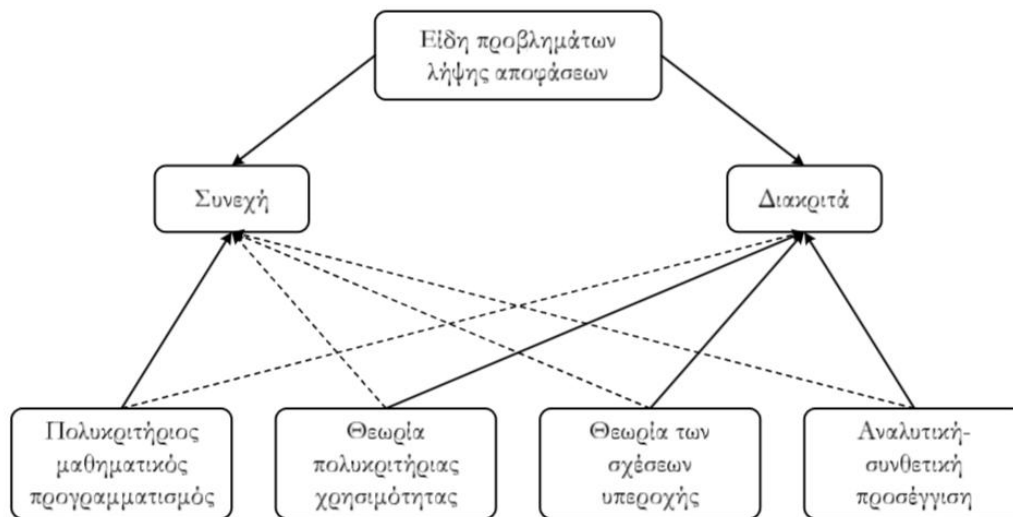 Είδη προβλημάτων
λήψης αποφάσεων
Συνεχή
Διακριτά
Πολυκριτήριος
μαθηματικός
προγραμματισμός
Θεωρία
πολυκριτήριας
χρησιμότητας
Θεωρία των
σχέσεων
υπεροχής
Αναλυτική-
συνθετική
προσέγγιση